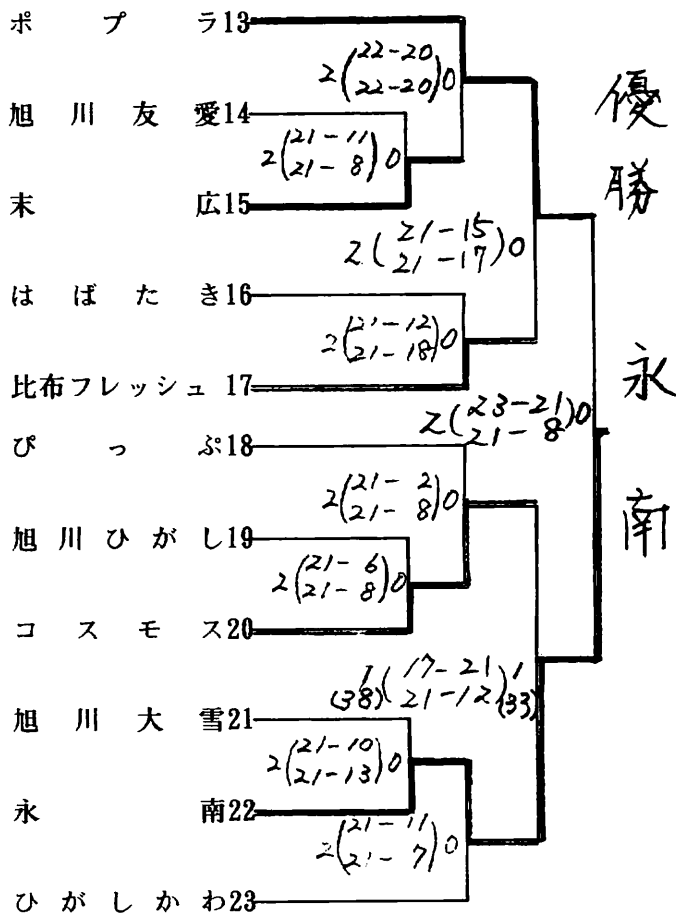 ポプラ13
2(22-20 22-20)0
旭川友愛14
2(21-11 21-8)0
末広15
2(21-15 21-17)0
はばたき16
2(21-12 21-18)0
比布フレッシュ 17
2(23-21 21-8)0
ぴっぷ18
2(21-2 21-8)0
旭川ひがし19
2(21-6 21-8)0
コスモス20
1(38)(17-21 21-12)1(33)
旭川大雪21
2(21-10 21-13)0
永南22
2(21-11 21-7)0
ひがしかわ23
優勝 永南